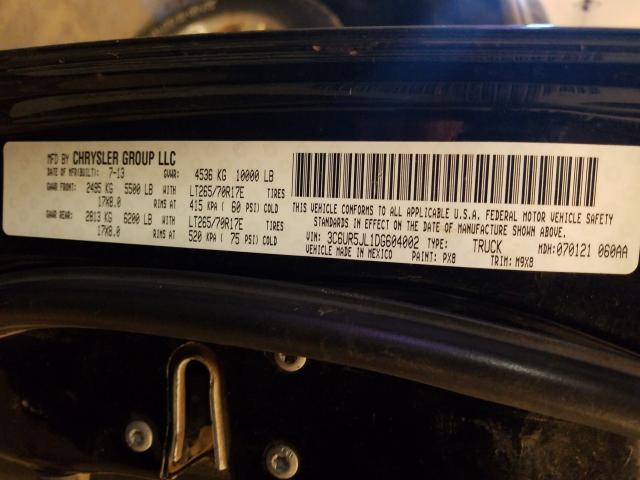 MFD BY CHRYSLER GROUP LLC
DATE OF MFR(BUILT): 7-13 GVWR: 4536 KG 10000 LB
GAWR FRONT: 2495 KG 5500 LB WITH LT265/70R17E TIRES
17X8.0 RIMS AT 415 KPA ( 60 PSI) COLD
GAWR REAR: 2813 KG 6200 LB WITH LT265/70R17E TIRES
17X8.0 RIMS AT 520 KPA ( 75 PSI) COLD
THIS VEHICLE CONFORMS TO ALL APPLICABLE U.S.A. FEDERAL MOTOR VEHICLE SAFETY
STANDARDS IN EFFECT ON THE DATE OF MANUFACTURE SHOWN ABOVE.
VIN: 3C6UR5JL1DG604002 TYPE: TRUCK MDH:070121 060AA
VEHICLE MADE IN MEXICO PAINT: PX8 TRIM: M9X8